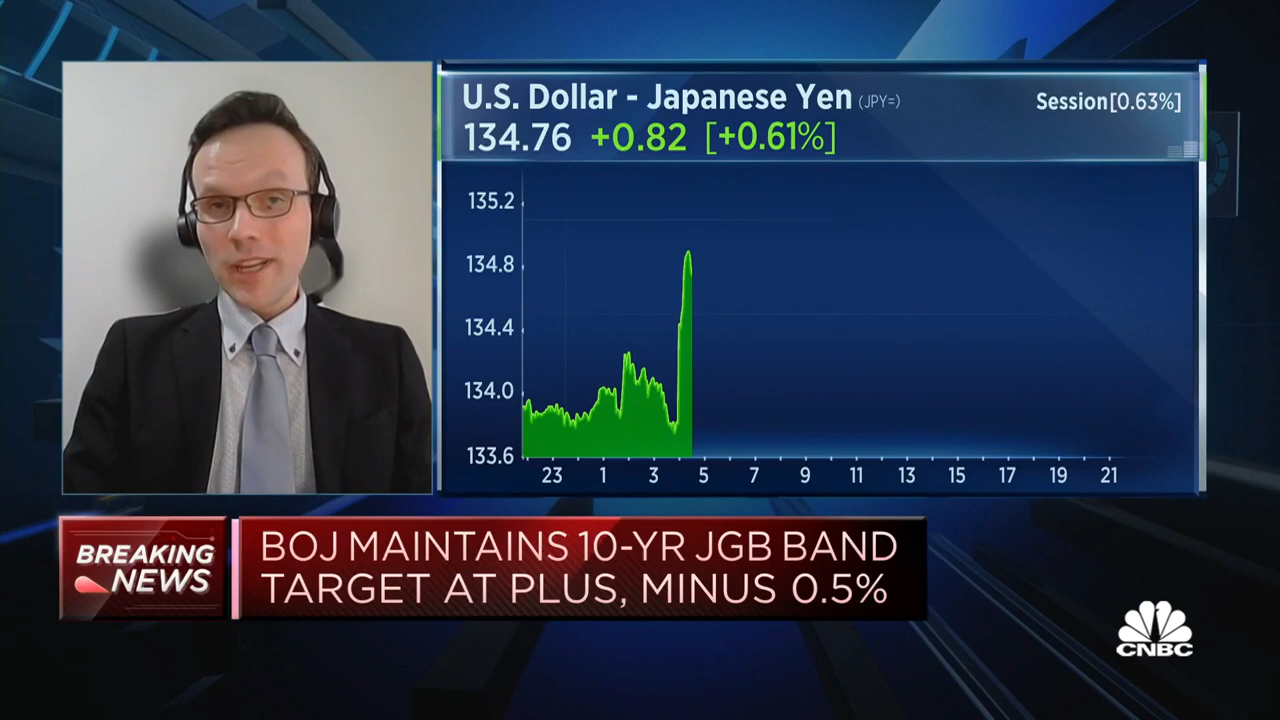 U.S. Dollar - Japanese Yen (JPY=)
Session[0.63%]
134.76 +0.82 [+0.61%]
135.2
134.8
134.4
134.0
133.6
23 1 3 5 7 9 11 13 15 17 19 21
BREAKING
NEWS
BOJ MAINTAINS 10-YR JGB BAND
TARGET AT PLUS, MINUS 0.5%
CNBC